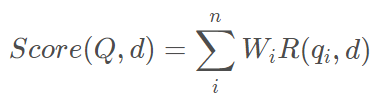 $Score(Q, d) = \sum_{i}^{n} W_i R(q_i, d)$